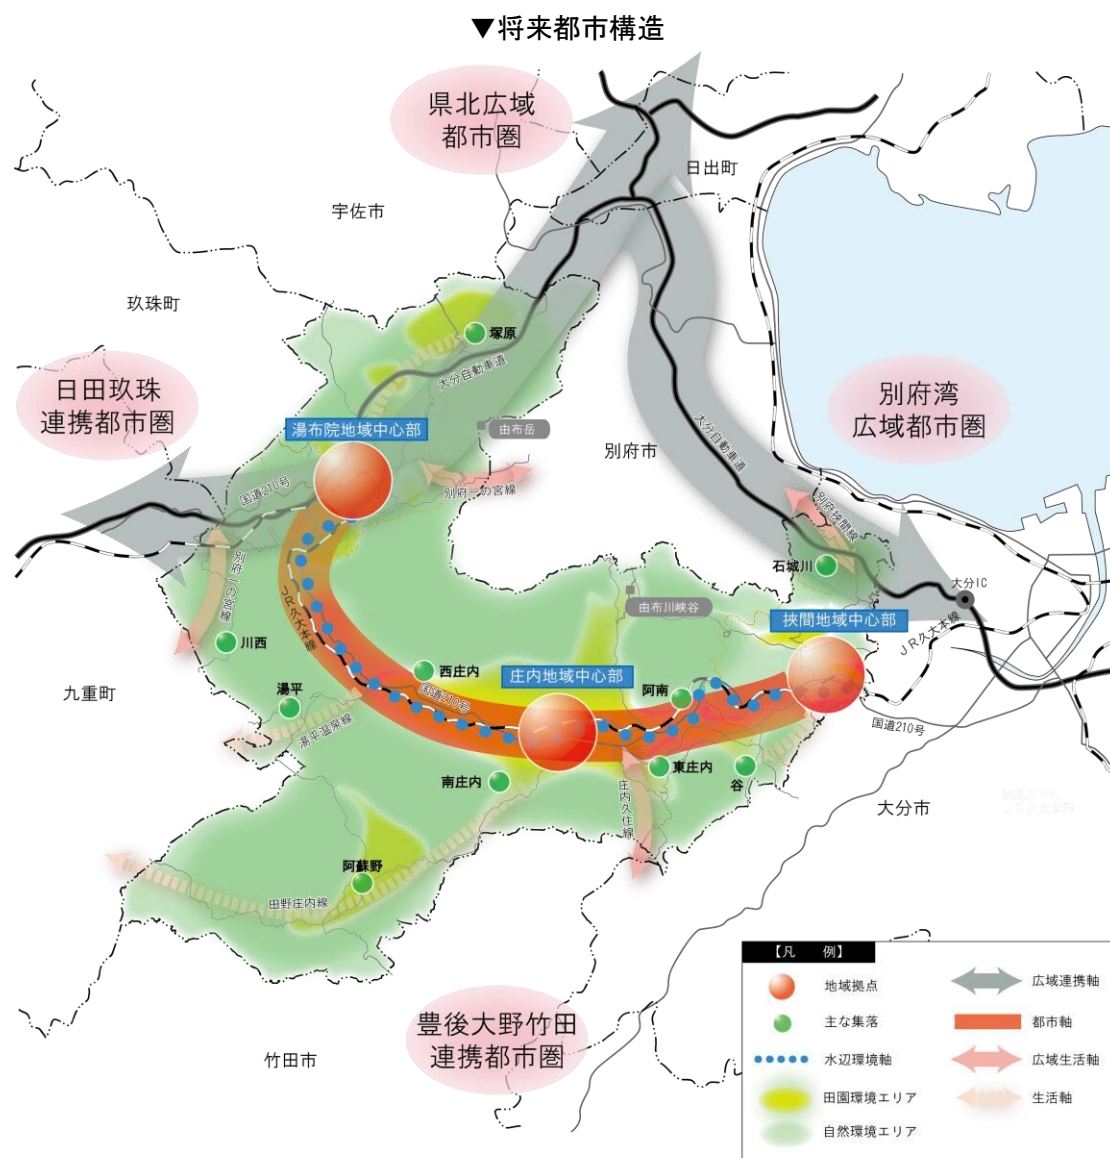 ▼将来都市構造
県北広域
都市圏
日出町
宇佐市
玖珠町
塚原
大分自動車道
日田玖珠
連携都市圏
別府湾
広域都市圏
湯布院地域中心部
由布岳
別府市
大分自動車道
国道210号
別府一の宮線
別府挟間線
石城川
大分IC
別府一の宮線
JR久大本線
由布川峡谷
挾間地域中心部
JR久大本線
川西
西庄内
庄内地域中心部
阿南
九重町
湯平
国道210号
国道210号
湯平温泉線
南庄内
東庄内
谷
庄内久住線
大分市
阿蘇野
田野庄内線
豊後大野竹田
連携都市圏
竹田市
【凡 例】
地域拠点
広域連携軸
主な集落
都市軸
水辺環境軸
広域生活軸
田園環境エリア
生活軸
自然環境エリア